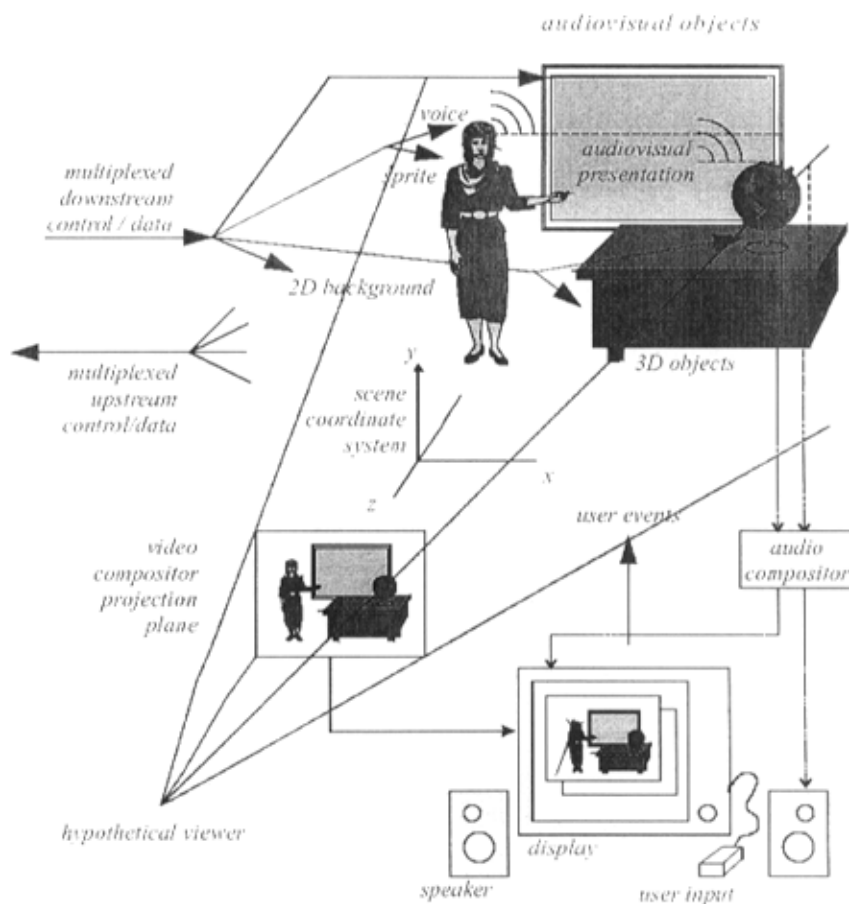 audiovisual objects
voice
sprite
audiovisual
presentation
multiplexed
downstream
control / data
2D background
3D objects
multiplexed
upstream
control/data
y
scene
coordinate
system
x
z
user events
video
compositor
projection
plane
audio
compositor
hypothetical viewer
display
speaker
user input